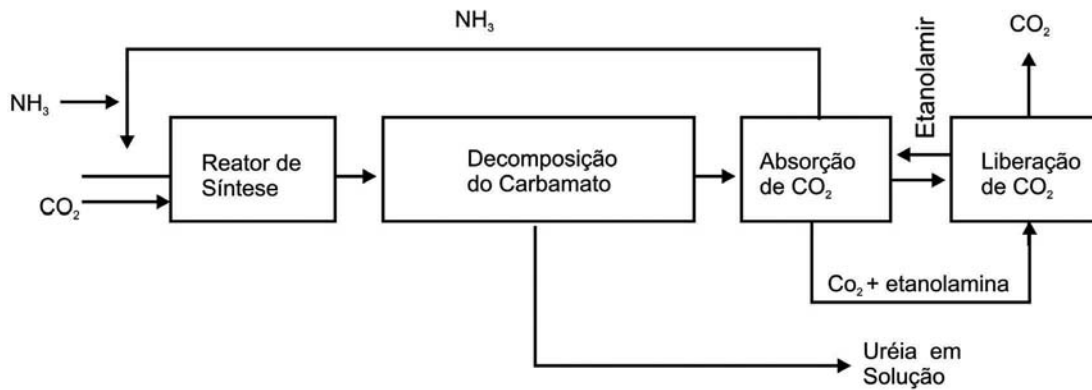 NH₃
CO₂
NH₃
Etanolamir
Reator de
Síntese
Decomposição
do Carbamato
Absorção
de CO₂
Liberação
de CO₂
CO₂
Co₂ + etanolamina
Uréia em
Solução